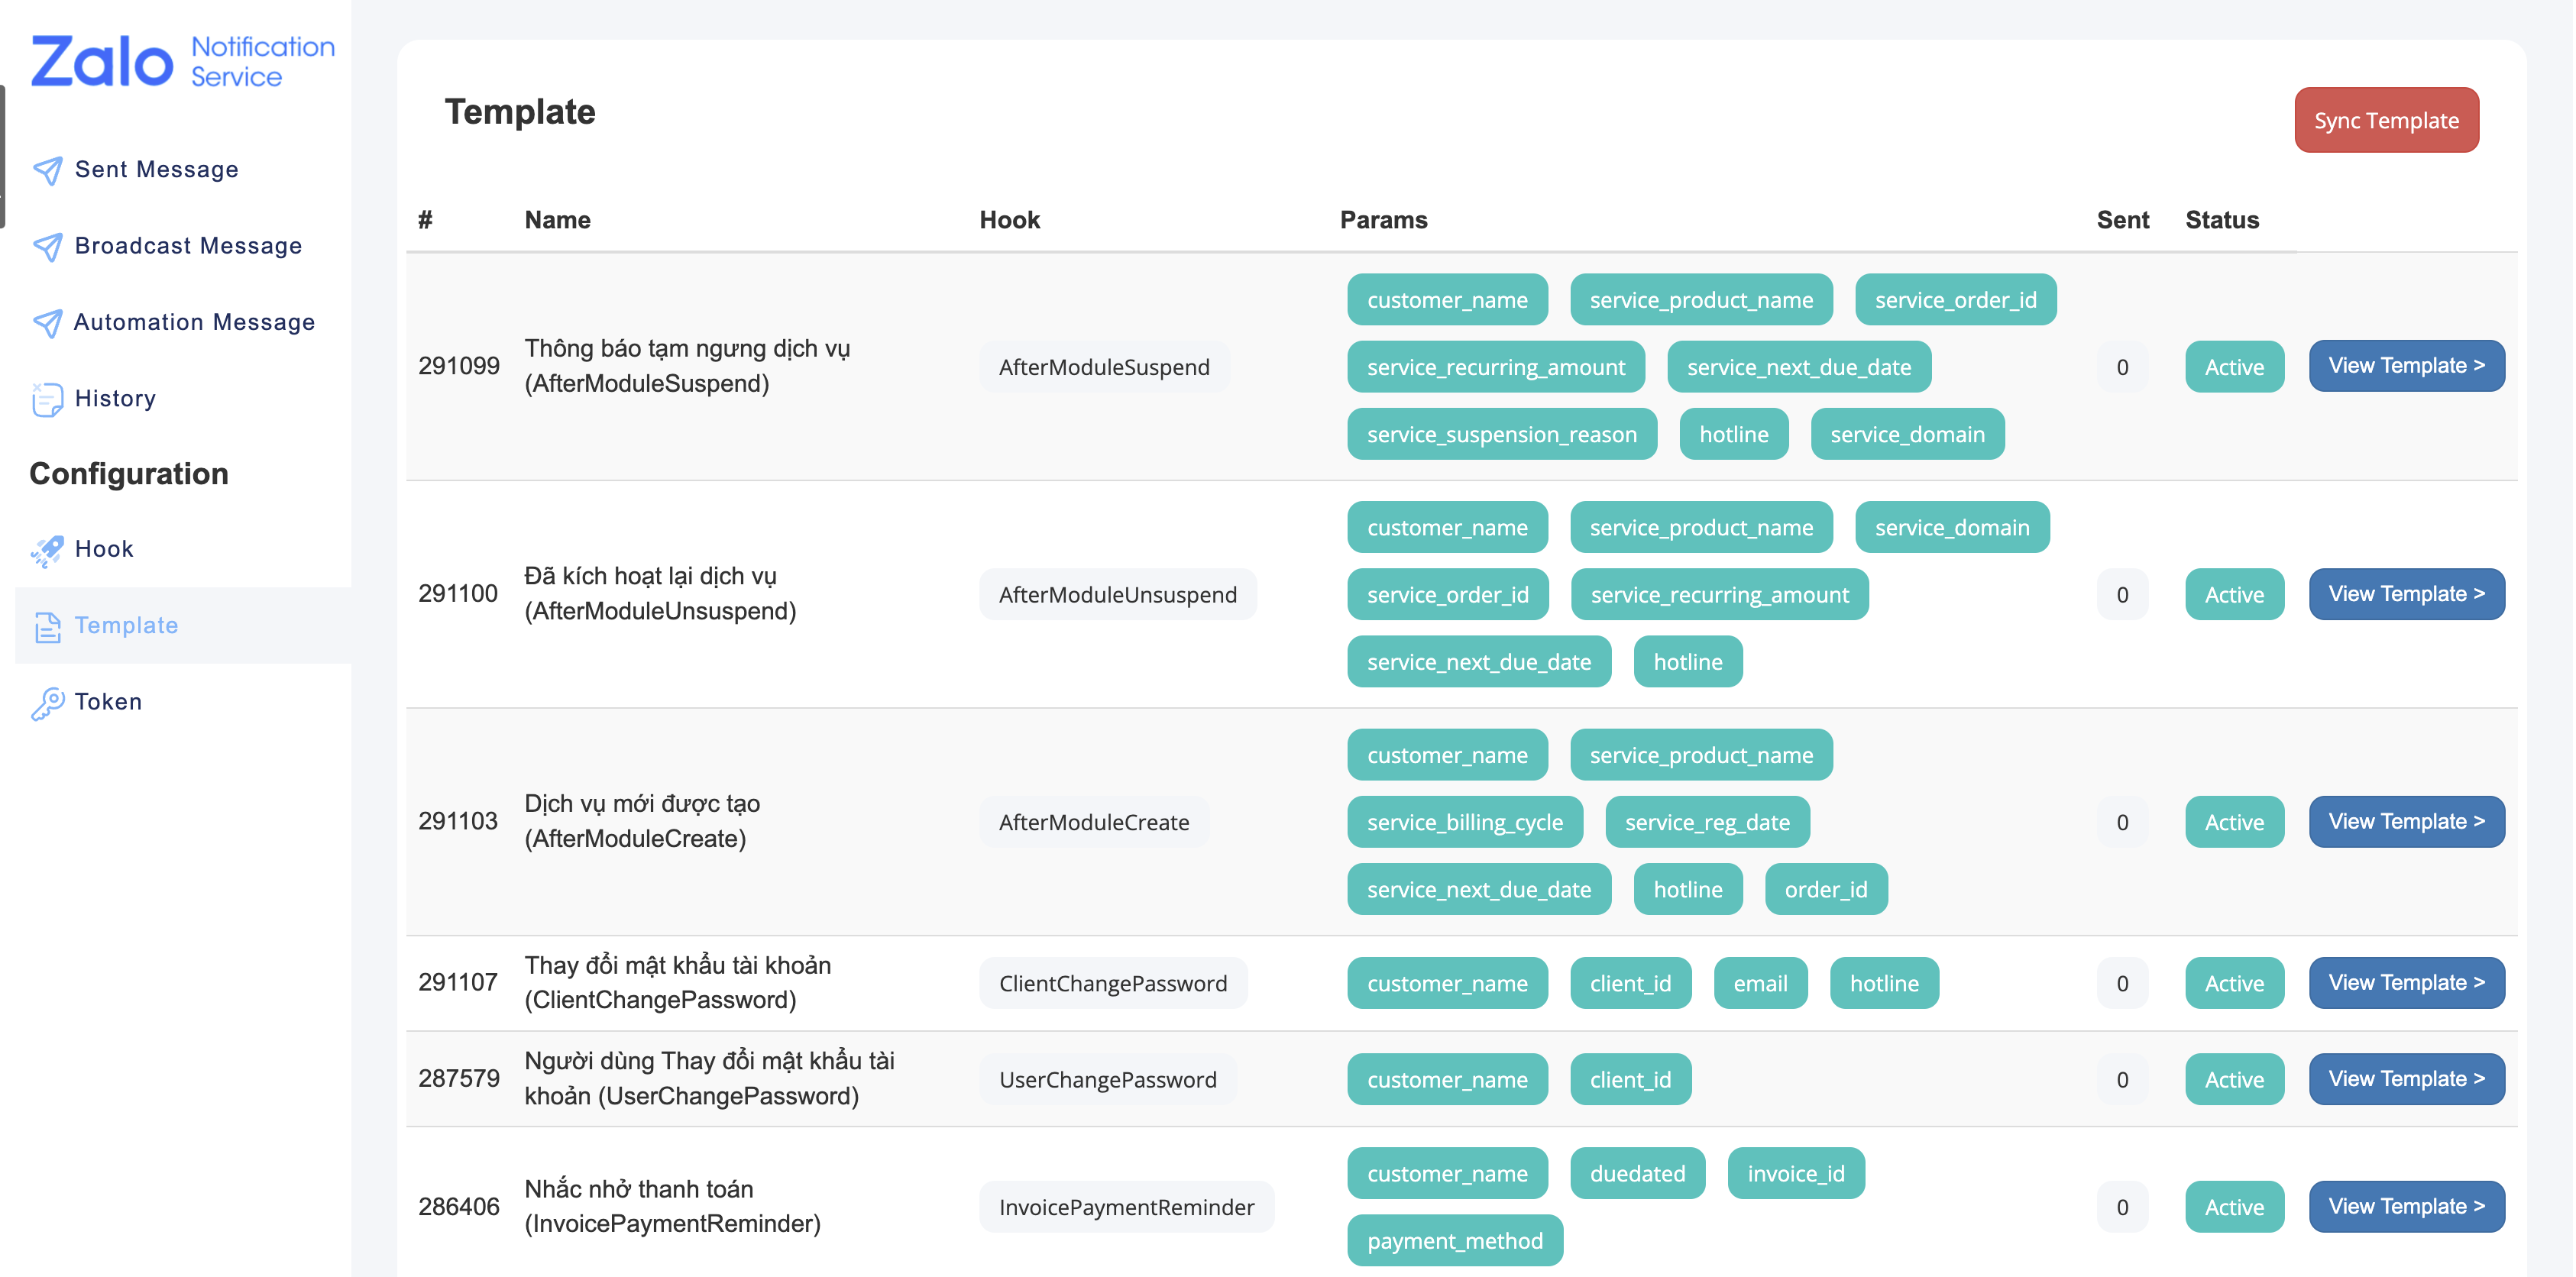 Zalo Notification Service
Sent Message
Broadcast Message
Automation Message
History
Configuration
Hook
Template
Token
Template
Sync Template
# Name Hook Params Sent Status
291099 Thông báo tạm ngưng dịch vụ (AfterModuleSuspend) AfterModuleSuspend customer_name service_product_name service_order_id
service_recurring_amount service_next_due_date
service_suspension_reason hotline service_domain
0 Active View Template >
291100 Đã kích hoạt lại dịch vụ (AfterModuleUnsuspend) AfterModuleUnsuspend customer_name service_product_name service_domain
service_order_id service_recurring_amount
service_next_due_date hotline
0 Active View Template >
291103 Dịch vụ mới được tạo (AfterModuleCreate) AfterModuleCreate customer_name service_product_name
service_billing_cycle service_reg_date
service_next_due_date hotline order_id
0 Active View Template >
291107 Thay đổi mật khẩu tài khoản (ClientChangePassword) ClientChangePassword customer_name client_id email hotline
0 Active View Template >
287579 Người dùng Thay đổi mật khẩu tài khoản (UserChangePassword) UserChangePassword customer_name client_id
0 Active View Template >
286406 Nhắc nhở thanh toán (InvoicePaymentReminder) InvoicePaymentReminder customer_name duedated invoice_id
payment_method
0 Active View Template >